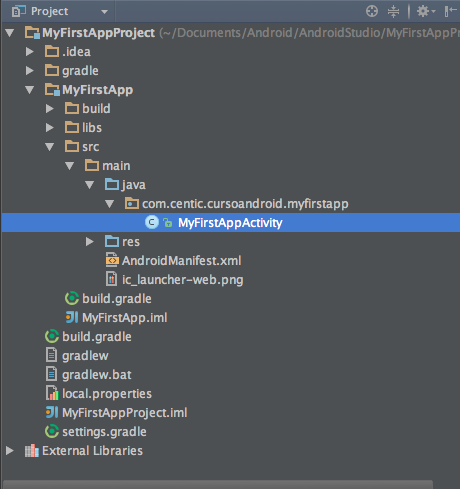 Project
MyFirstAppProject (~/Documents/Android/AndroidStudio/MyFirstAppPr
.idea
gradle
MyFirstApp
build
libs
src
main
java
com.centic.cursoandroid.myfirstapp
MyFirstAppActivity
res
AndroidManifest.xml
ic_launcher-web.png
build.gradle
MyFirstApp.iml
build.gradle
gradlew
gradlew.bat
local.properties
MyFirstAppProject.iml
settings.gradle
External Libraries